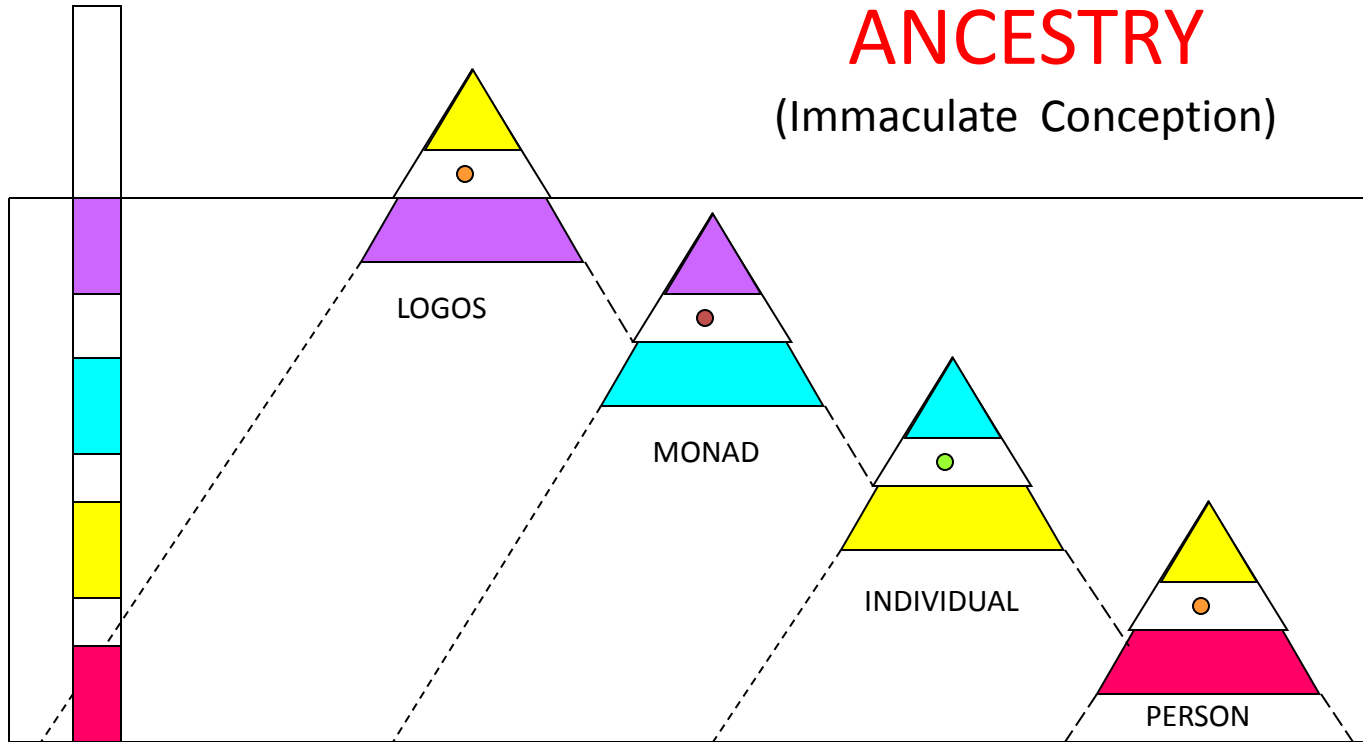 ANCESTRY
(Immaculate Conception)
LOGOS
MONAD
INDIVIDUAL
PERSON